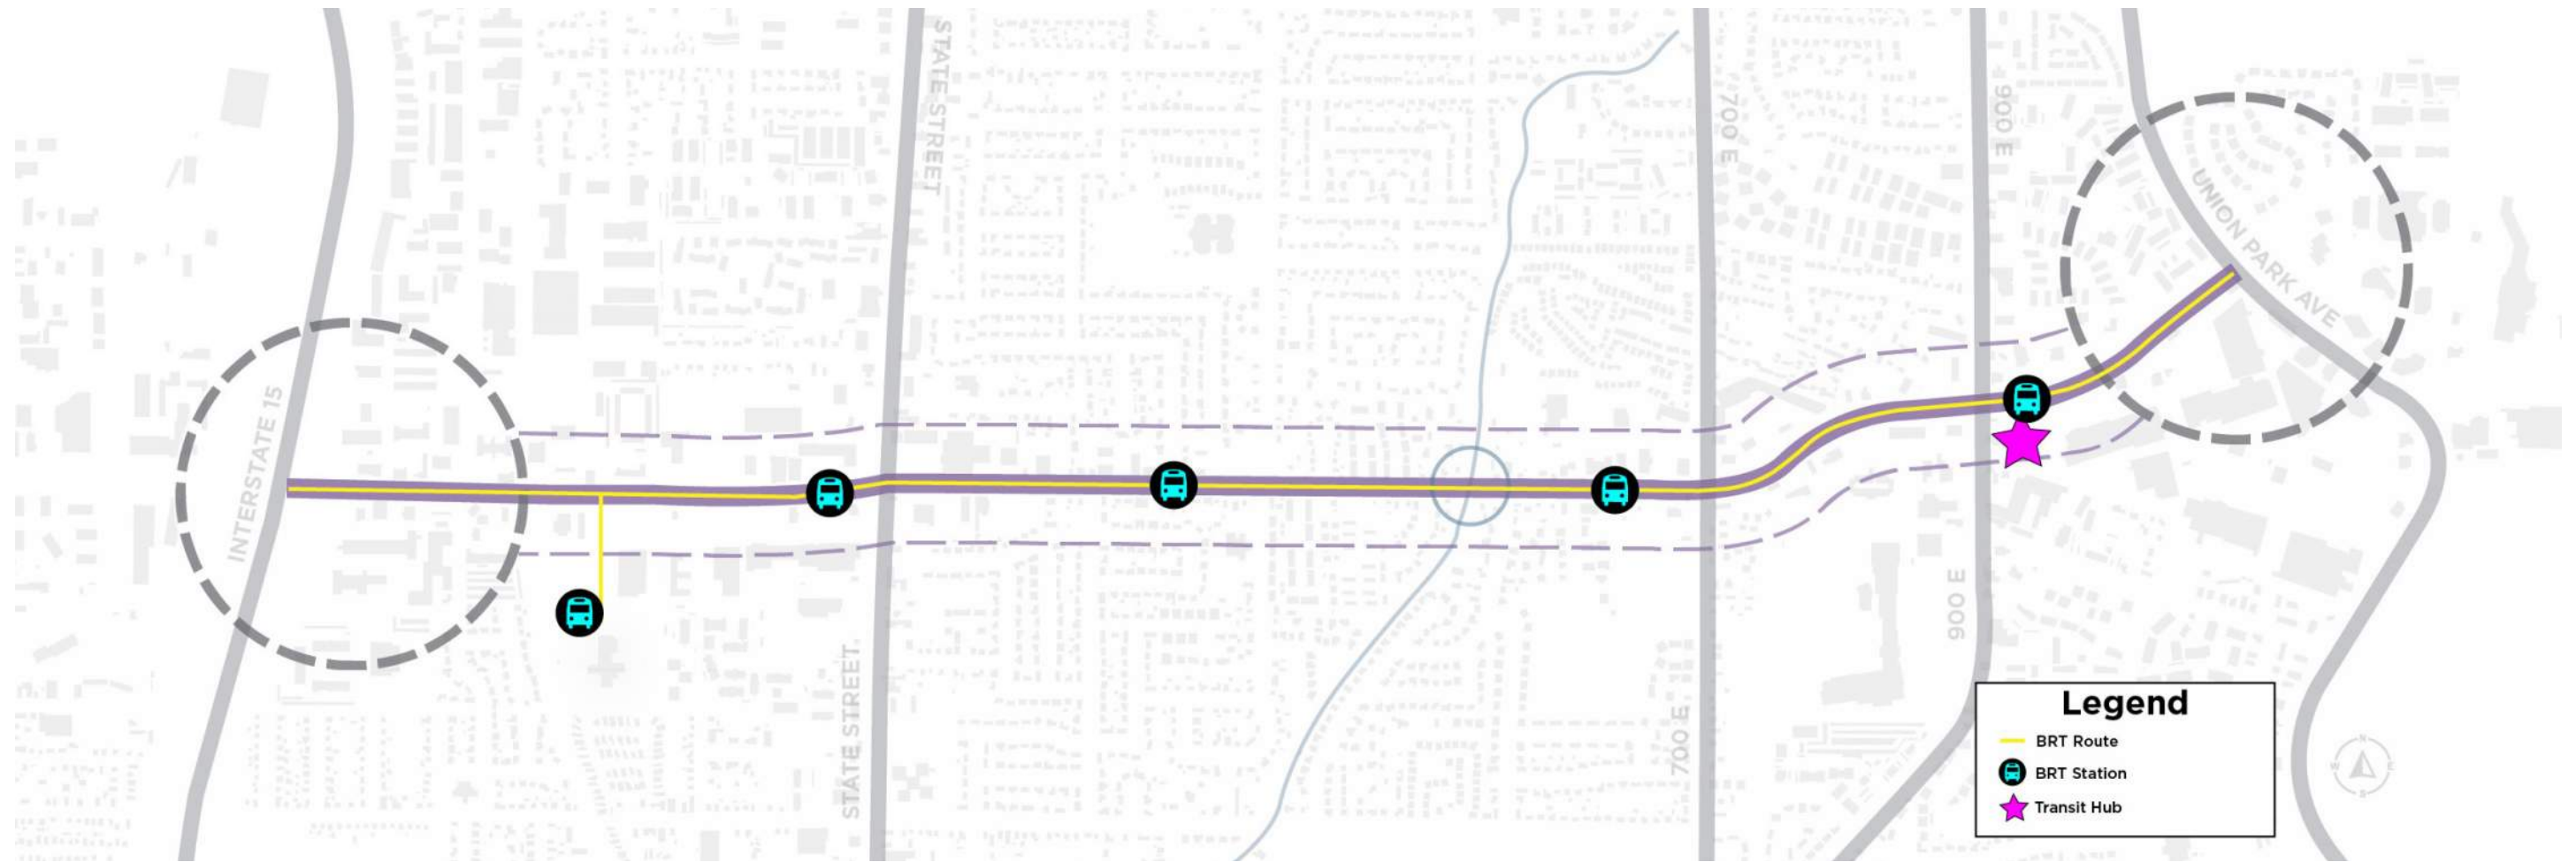 STATE STREET
700 E
900 E
UNION PARK AVE
INTERSTATE 15
900 E
STATE STREET
700 E
Legend
BRT Route
BRT Station
Transit Hub
N
S